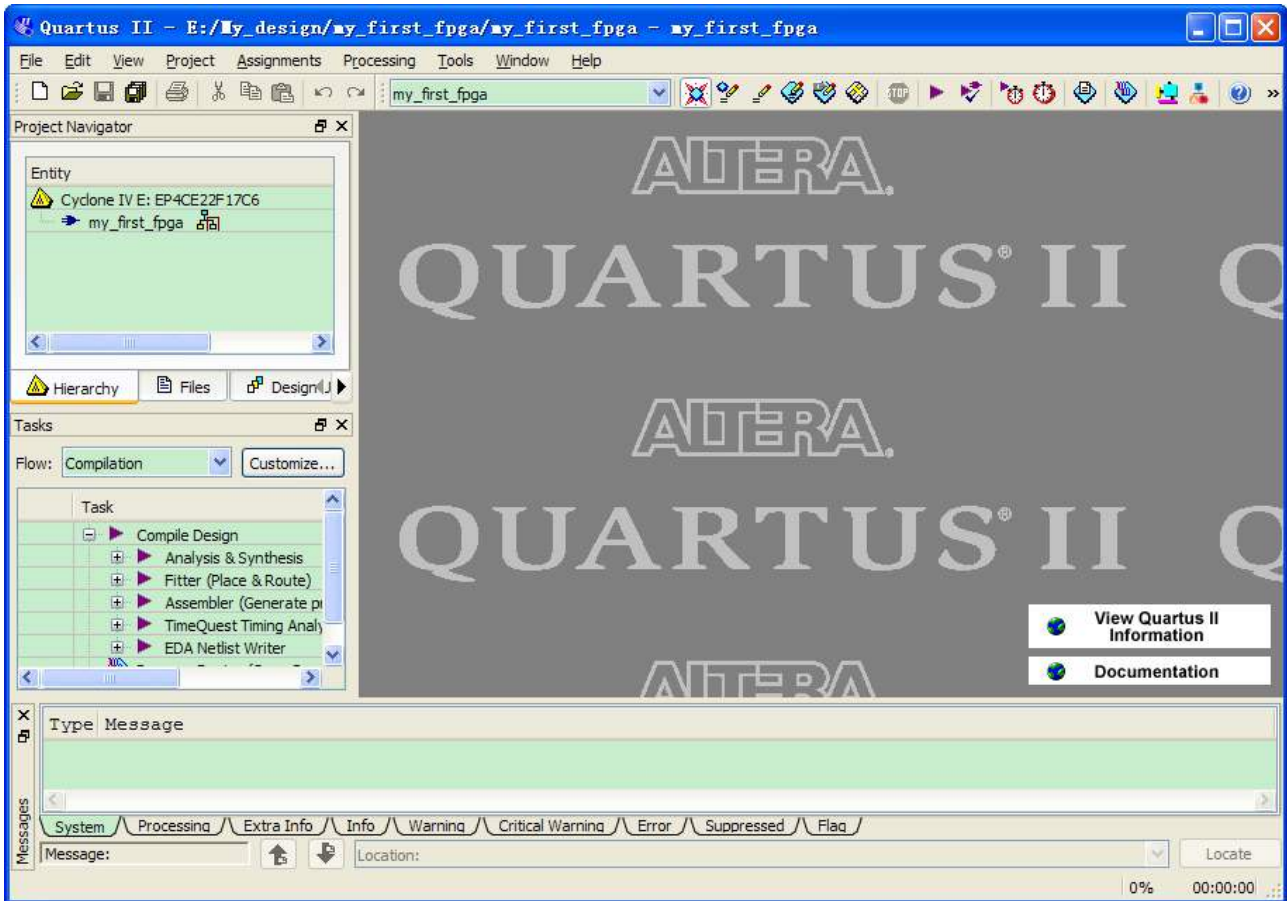 Quartus II - E:/My_design/my_first_fpga/my_first_fpga - my_first_fpga
File Edit View Project Assignments Processing Tools Window Help
my_first_fpga
STOP
Project Navigator
Entity
Cyclone IV E: EP4CE22F17C6
my_first_fpga
Hierarchy Files Design
Tasks
Flow: Compilation Customize...
Task
Compile Design
Analysis & Synthesis
Fitter (Place & Route)
Assembler (Generate
TimeQuest Timing
EDA Netlist Writer
ALTERA.
QUARTUS® II Q
ALTERA.
QUARTUS® II Q
ALTERA
View Quartus II
Information
Documentation
Type Message
Messages
System Processing Extra Info Info Warning Critical Warning Error Suppressed Flag
Message: Location: Locate
0% 00:00:00